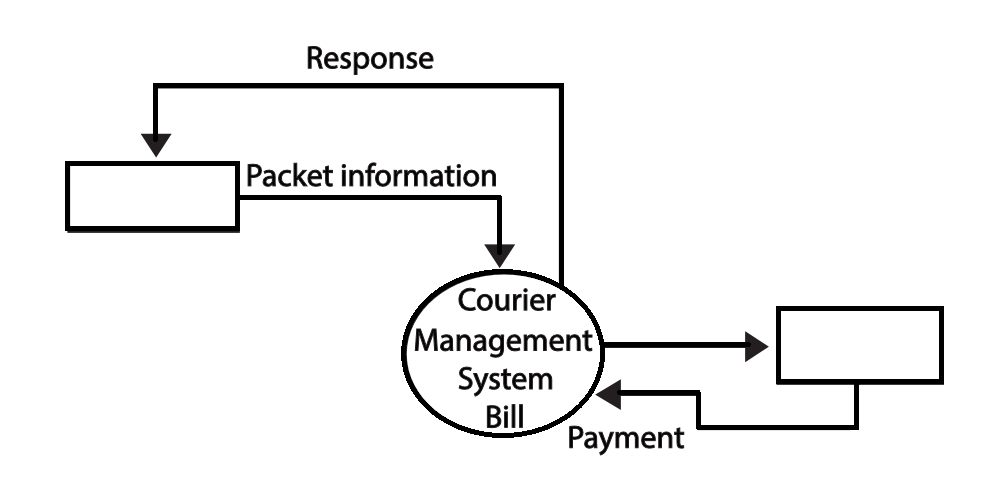 Response
Packet information
Courier
Management
System
Bill
Payment